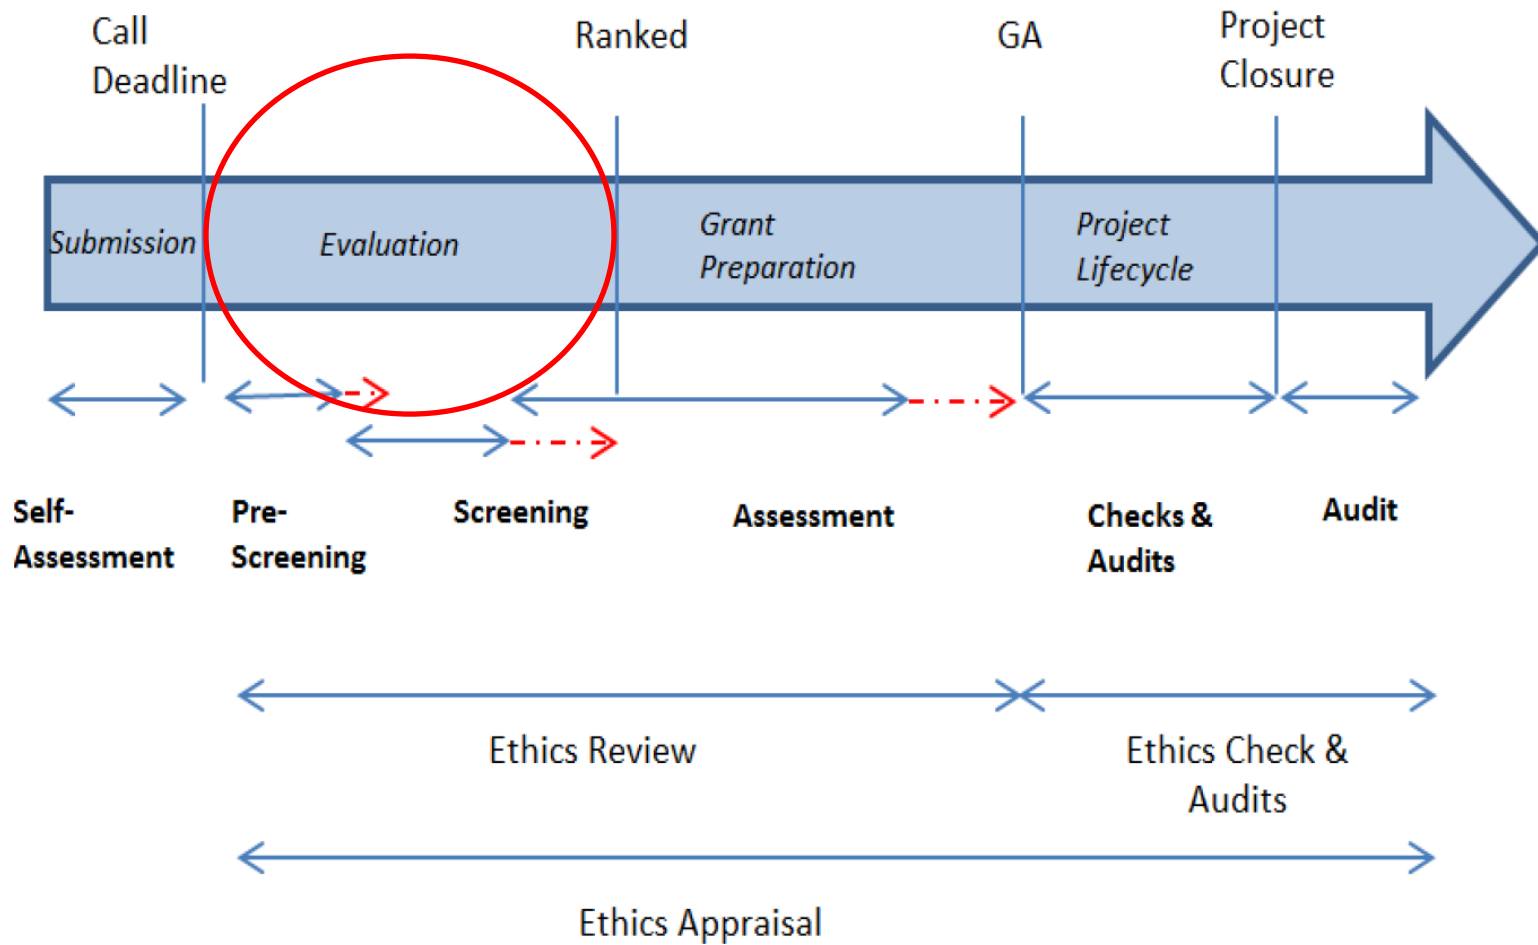 Call
Deadline
Ranked
GA
Project
Closure
Submission
Evaluation
Grant
Preparation
Project
Lifecycle
Self-
Assessment
Pre-
Screening
Screening
Assessment
Checks &
Audits
Audit
Ethics Review
Ethics Check &
Audits
Ethics Appraisal